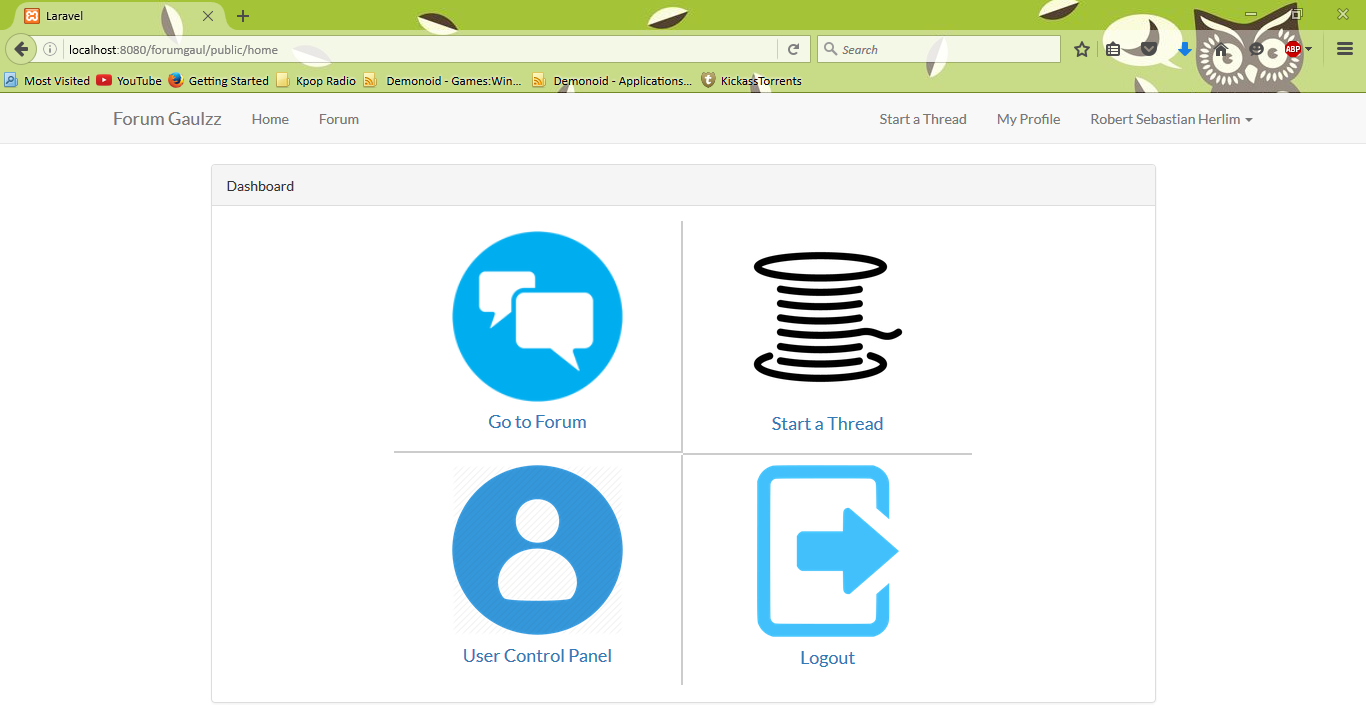 Laravel
localhost:8080/forumgaul/public/home
Search
ABP
Most Visited YouTube Getting Started Kpop Radio Demonoid - Games:Win... Demonoid - Applications... KickassTorrents
Forum Gaulzz Home Forum Start a Thread My Profile Robert Sebastian Herlim
Dashboard
Go to Forum
Start a Thread
User Control Panel
Logout